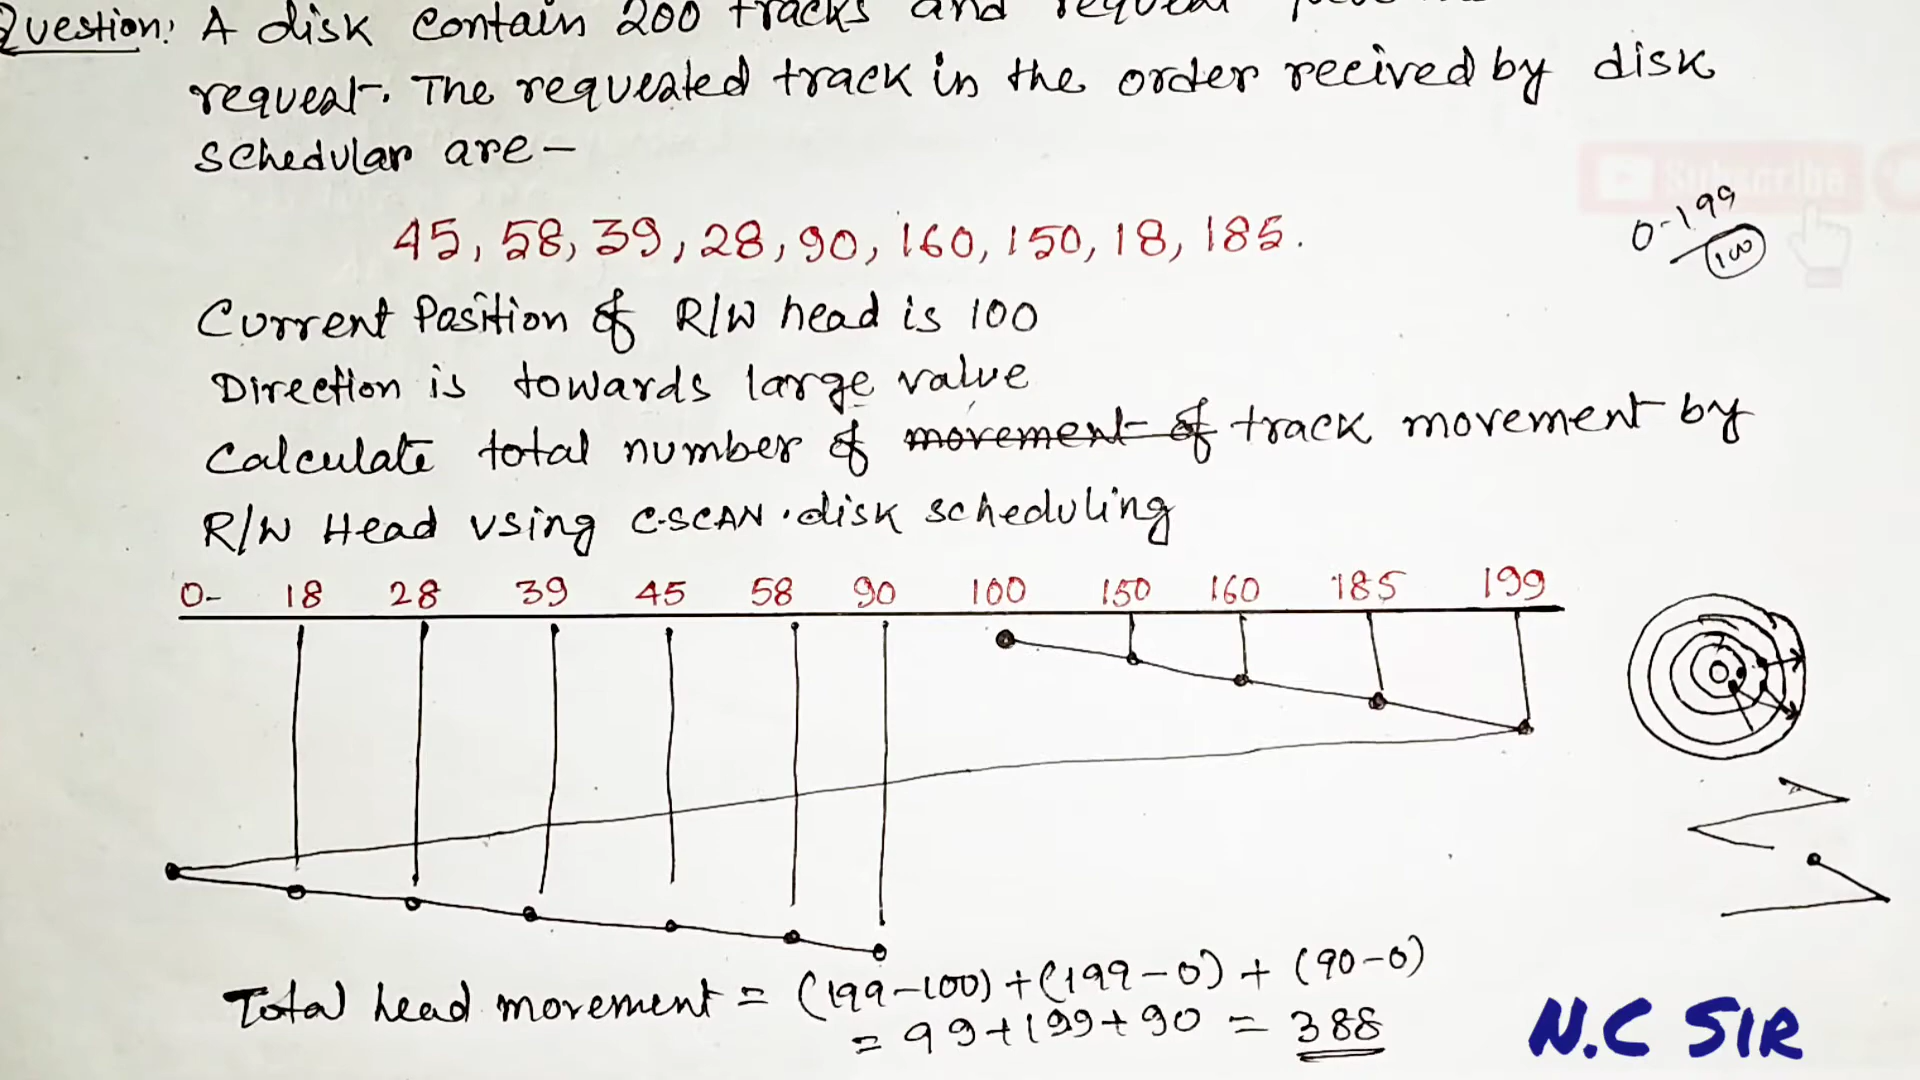 Question: A disk contain 200 tracks and request
request. The requested track in the order recived by disk
schedular are -
45, 58, 39, 28, 90, 160, 150, 18, 185.
0-199
100
Subscribe
Current Position of R/W head is 100
Direction is towards large value
Calculate total number of movement of track movement by
R/W Head using C-SCAN disk scheduling
0- 18 28 39 45 58 90 100 150 160 185 199
Total head movement = (199-100)+(199-0)+(90-0)
= 99+199+90 = 388
N.C SIR